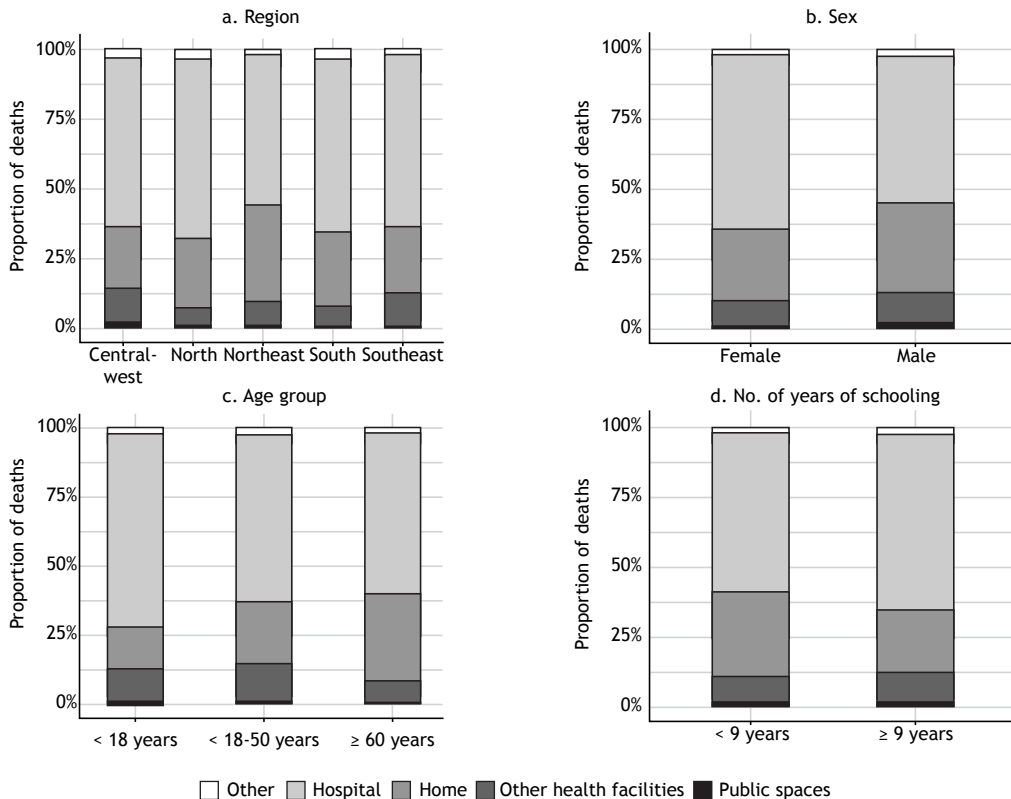 a. Region
Proportion of deaths
100%
75%
50%
25%
0%
Central-
west
North
Northeast
South
Southeast
b. Sex
Proportion of deaths
100%
75%
50%
25%
0%
Female
Male
c. Age group
Proportion of deaths
100%
75%
50%
25%
0%
< 18 years
< 18-50 years
≥ 60 years
d. No. of years of schooling
Proportion of deaths
100%
75%
50%
25%
0%
< 9 years
≥ 9 years
Other Hospital Home Other health facilities Public spaces